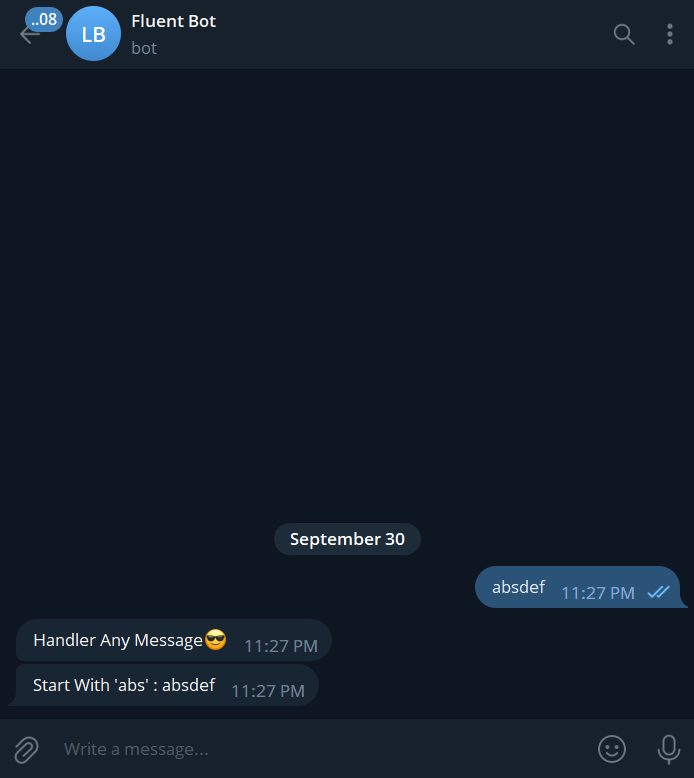 ..08
LB
Fluent Bot
bot
September 30
absdef 11:27 PM
Handler Any Message😎 11:27 PM
Start With 'abs' : absdef 11:27 PM
Write a message...